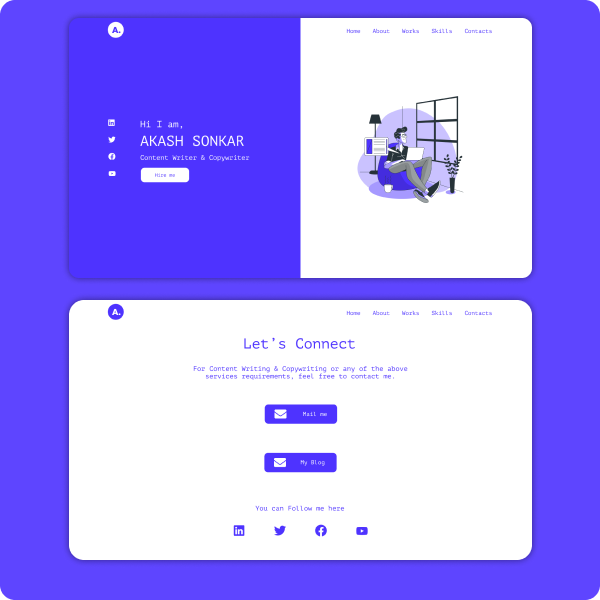 A.
Home About Works Skills Contacts
Hi I am,
AKASH SONKAR
Content Writer & Copywriter
Hire me
A.
Home About Works Skills Contacts
Let's Connect
For Content Writing & Copywriting or any of the above
services requirements, feel free to contact me.
Mail me
My Blog
You can Follow me here